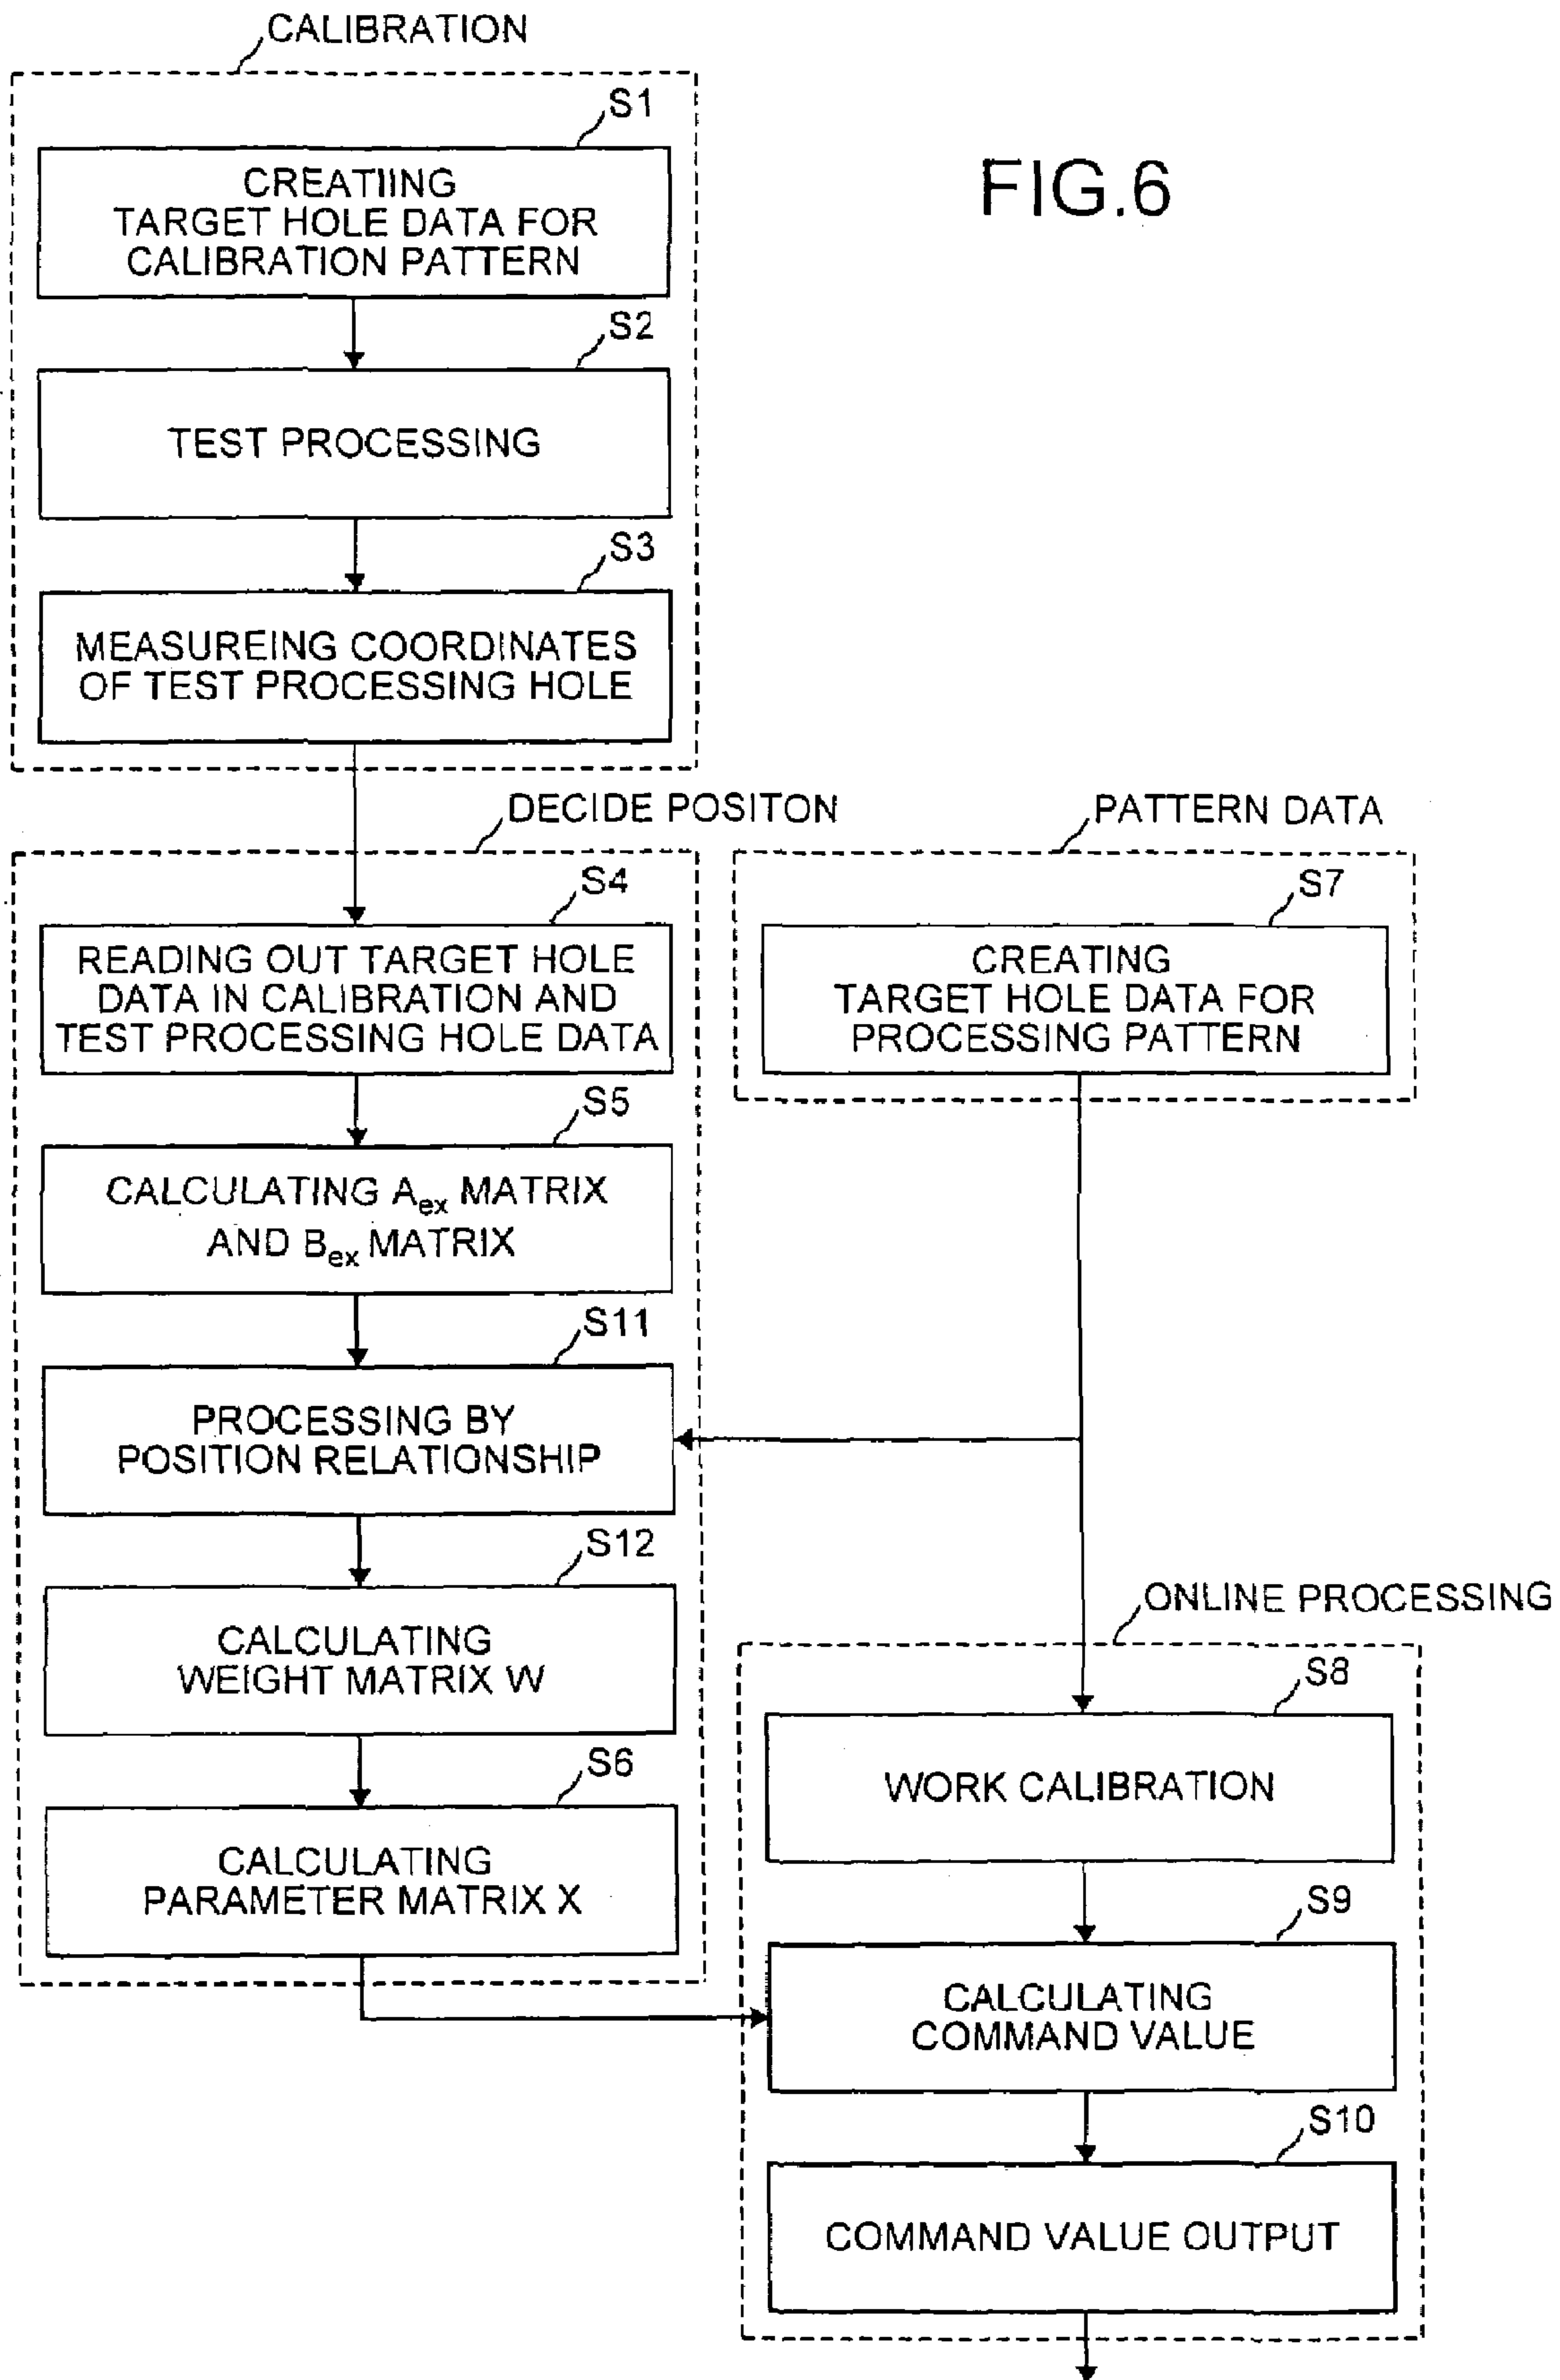 CALIBRATION
S1
CREATIING
TARGET HOLE DATA FOR
CALIBRATION PATTERN
FIG.6
S2
TEST PROCESSING
S3
MEASUREING COORDINATES
OF TEST PROCESSING HOLE
DECIDE POSITON
S4
READING OUT TARGET HOLE
DATA IN CALIBRATION AND
TEST PROCESSING HOLE DATA
S5
CALCULATING Aex MATRIX
AND Bex MATRIX
S11
PROCESSING BY
POSITION RELATIONSHIP
S12
CALCULATING
WEIGHT MATRIX W
S6
CALCULATING
PARAMETER MATRIX X
PATTERN DATA
S7
CREATING
TARGET HOLE DATA FOR
PROCESSING PATTERN
ONLINE PROCESSING
S8
WORK CALIBRATION
S9
CALCULATING
COMMAND VALUE
S10
COMMAND VALUE OUTPUT